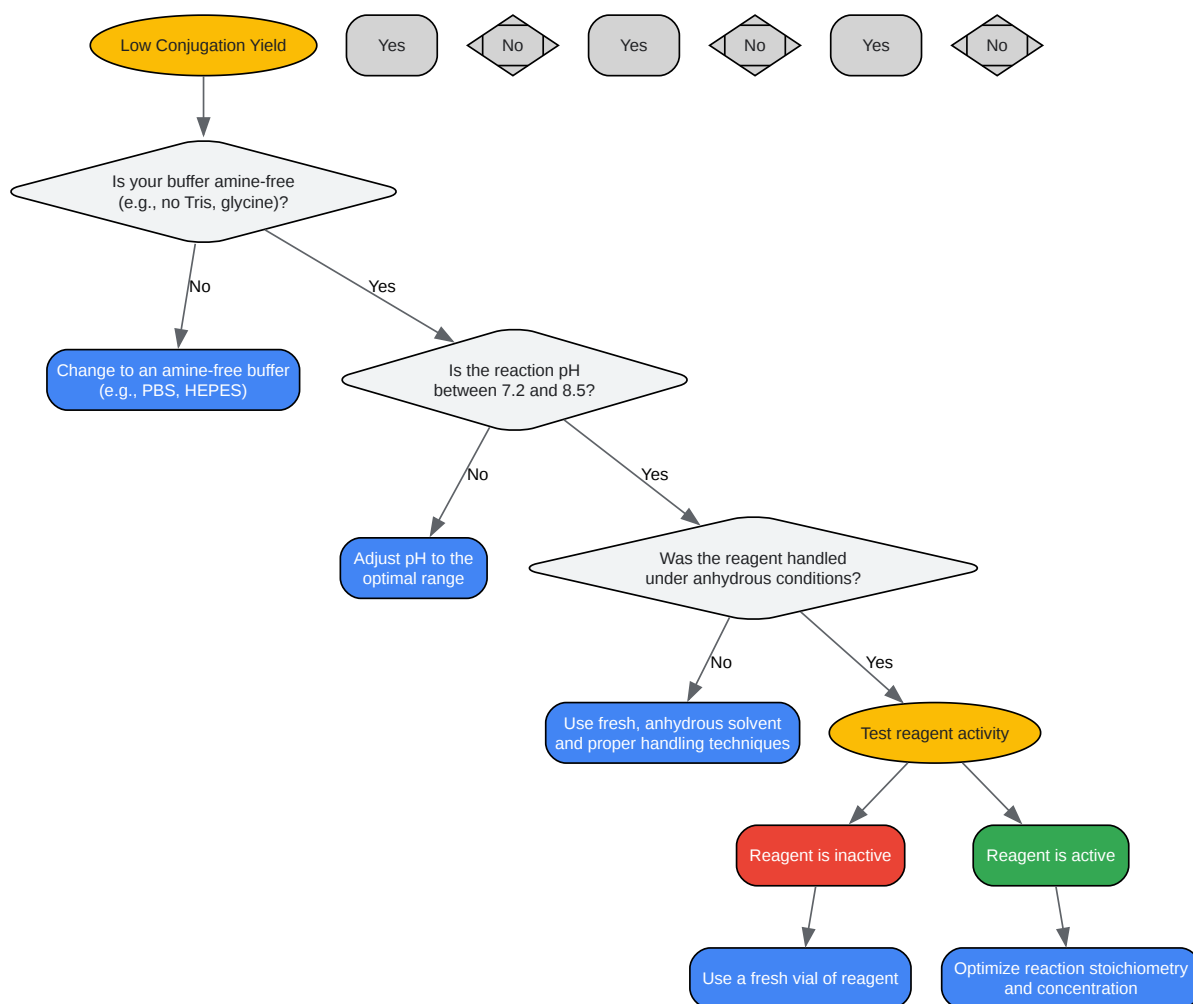 Low Conjugation Yield
Yes
No
Yes
No
Yes
No
Is your buffer amine-free
(e.g., no Tris, glycine)?
No
Yes
Change to an amine-free buffer
(e.g., PBS, HEPES)
Is the reaction pH
between 7.2 and 8.5?
No
Yes
Adjust pH to the
optimal range
Was the reagent handled
under anhydrous conditions?
No
Yes
Use fresh, anhydrous solvent
and proper handling techniques
Test reagent activity
Reagent is inactive
Reagent is active
Use a fresh vial of reagent
Optimize reaction stoichiometry
and concentration